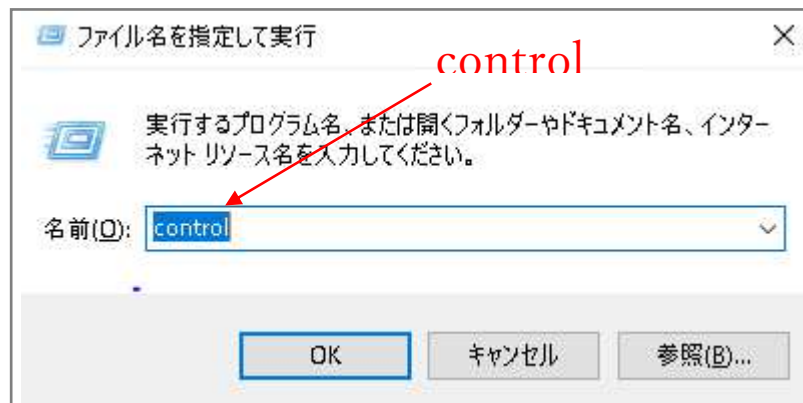 ファイル名を指定して実行
control
実行するプログラム名、または開くフォルダーやドキュメント名、インター
ネット リソース名を入力してください。
名前(O): control
OK キャンセル 参照(B)...